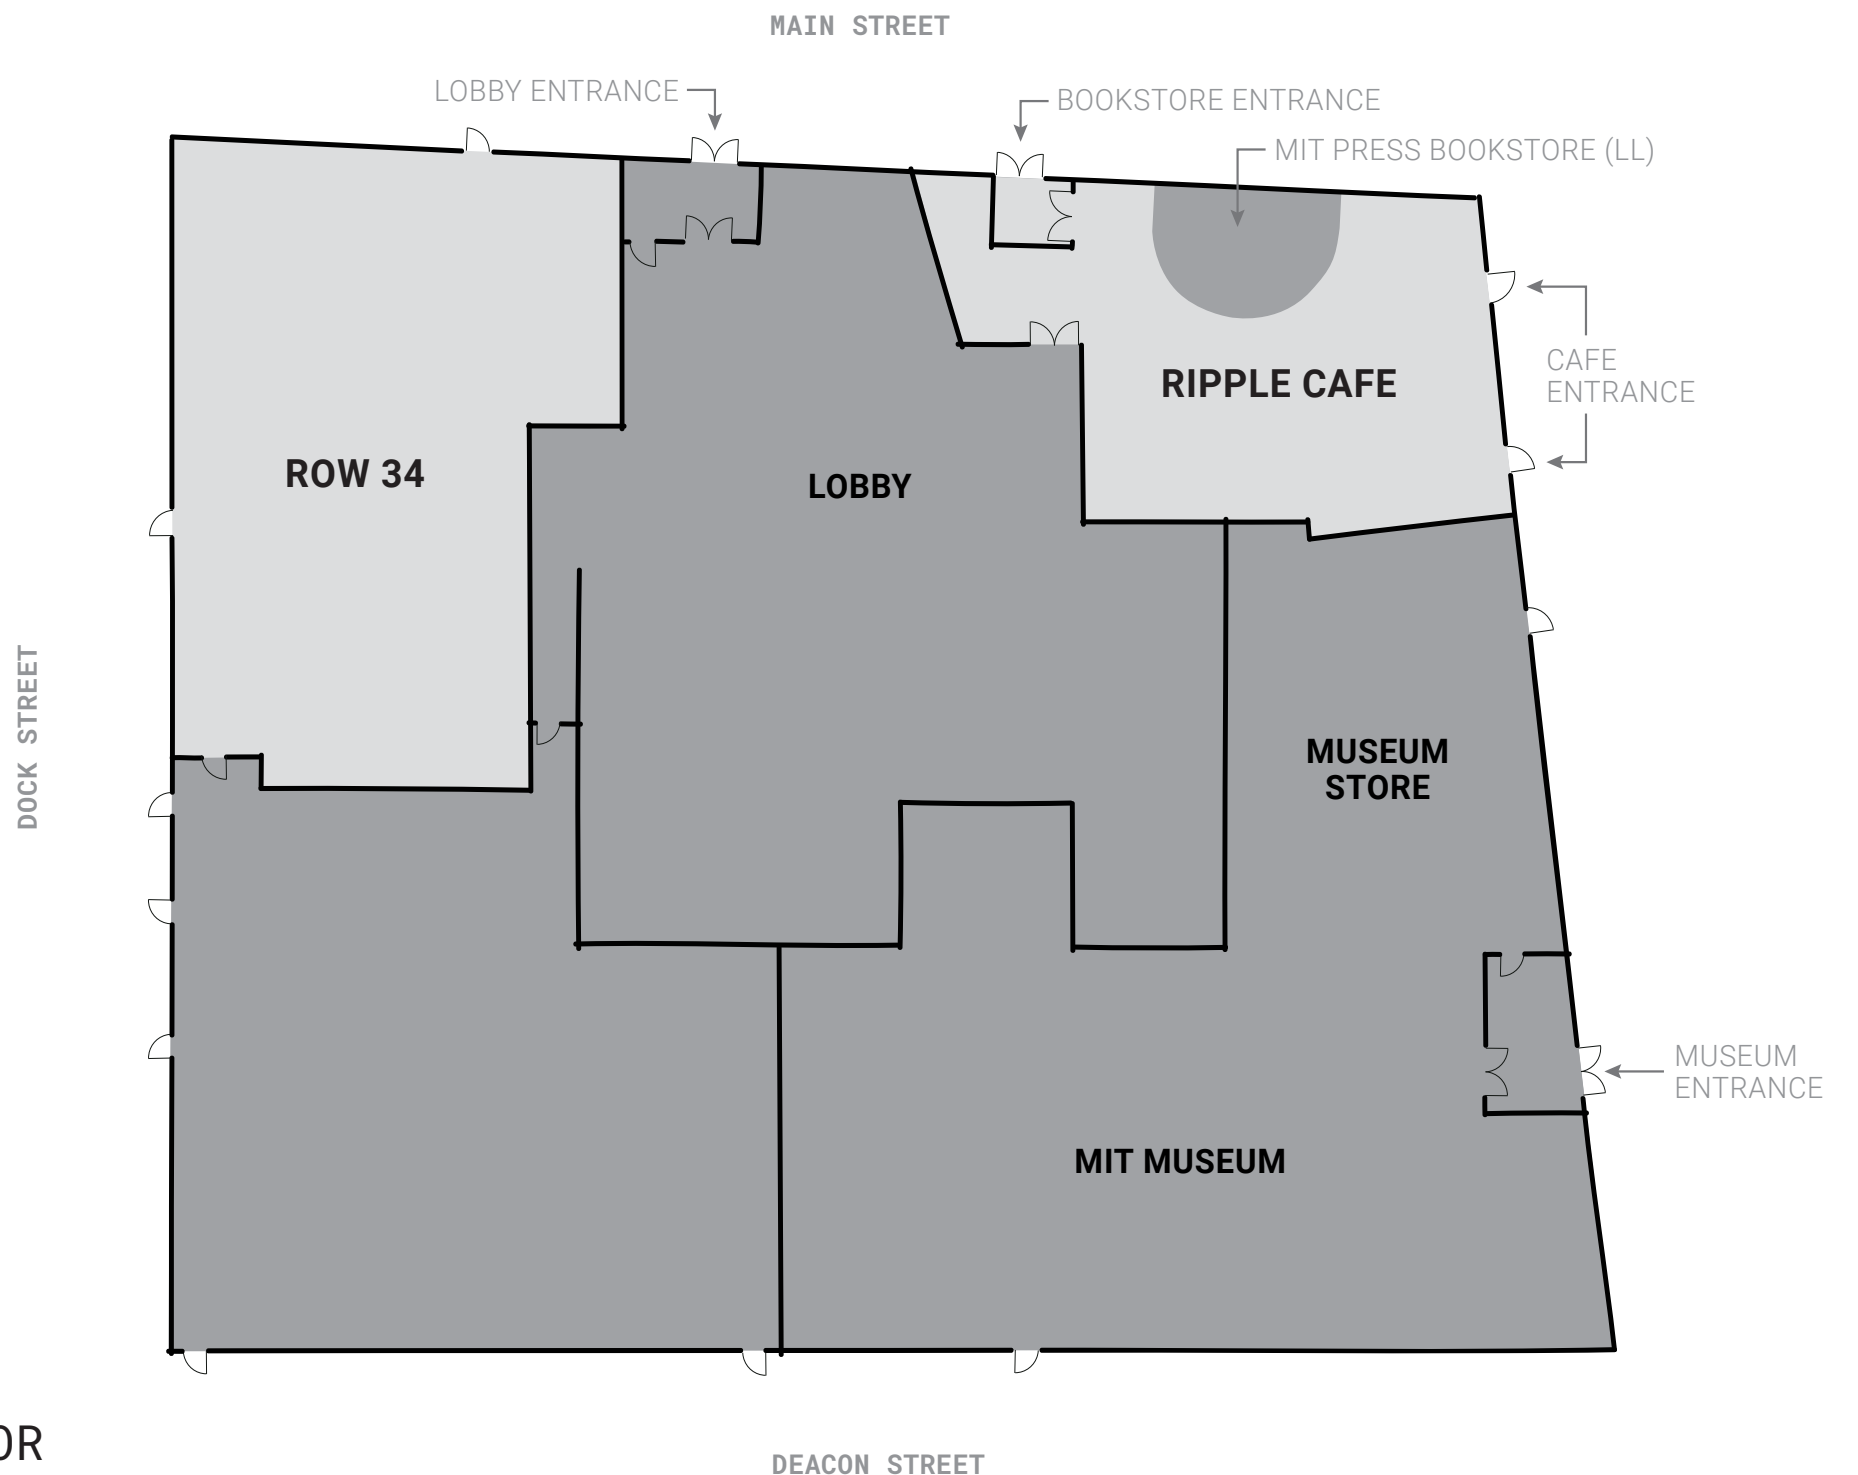 MAIN STREET
LOBBY ENTRANCE
BOOKSTORE ENTRANCE
MIT PRESS BOOKSTORE (LL)
CAFE
ENTRANCE
RIPPLE CAFE
ROW 34
LOBBY
DOCK STREET
MUSEUM
STORE
MUSEUM
ENTRANCE
MIT MUSEUM
OR
DEACON STREET